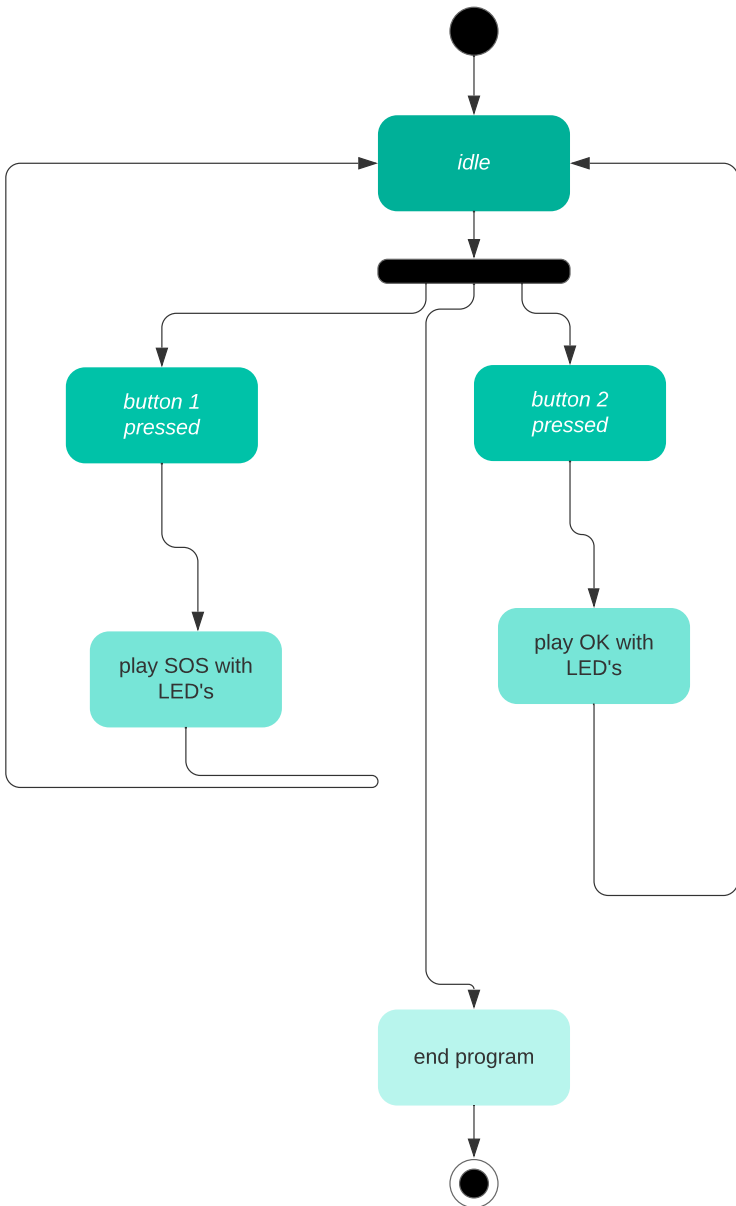 idle
button 1
pressed
button 2
pressed
play SOS with
LED's
play OK with
LED's
end program